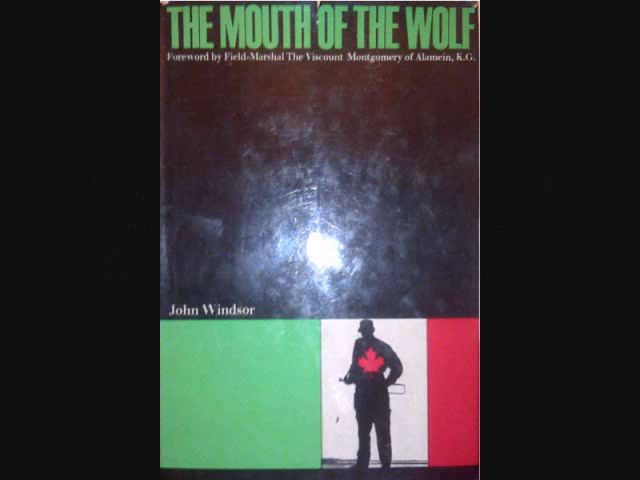 THE MOUTH OF THE WOLF
Foreword by Field-Marshal The Viscount Montgomery of Alamein, K.G.
John Windsor